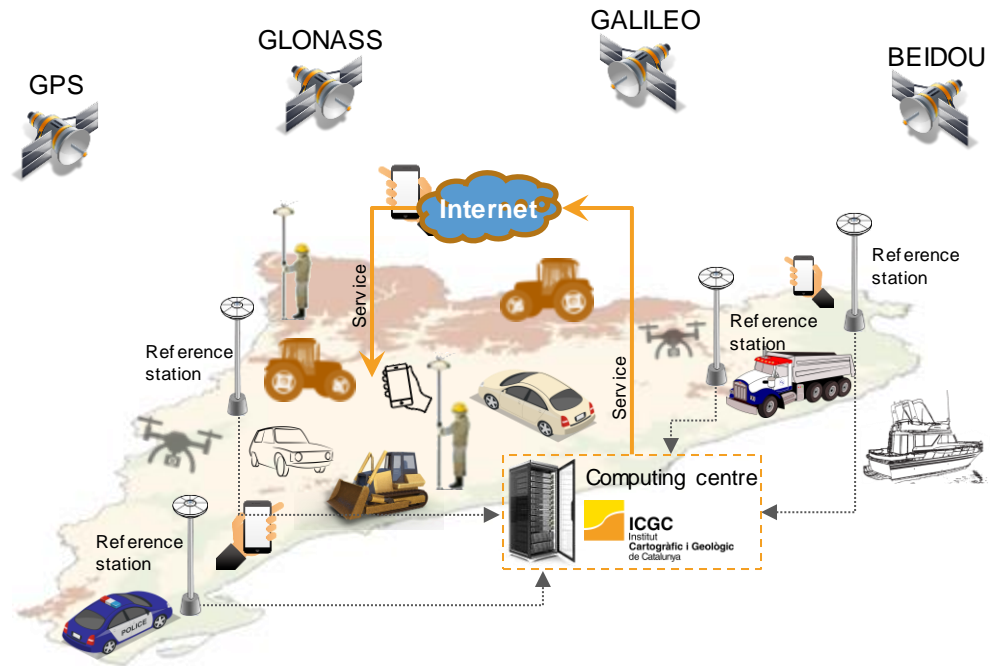 GPS
GLONASS
GALILEO
BEIDOU
Internet
Service
Service
Reference
station
Reference
station
Reference
station
Reference
station
Computing centre
ICGC
Institut
Cartogràfic i Geològic
de Catalunya
POLICE